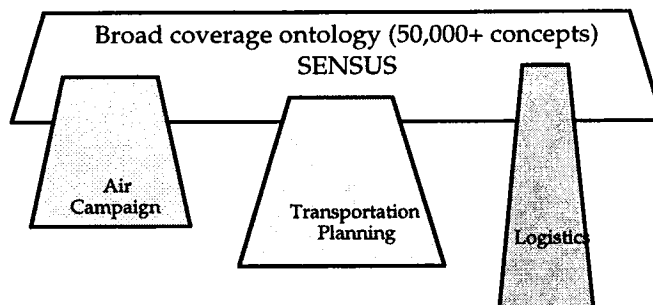 Broad coverage ontology (50,000+ concepts)
SENSUS
Air
Campaign
Transportation
Planning
Logistics